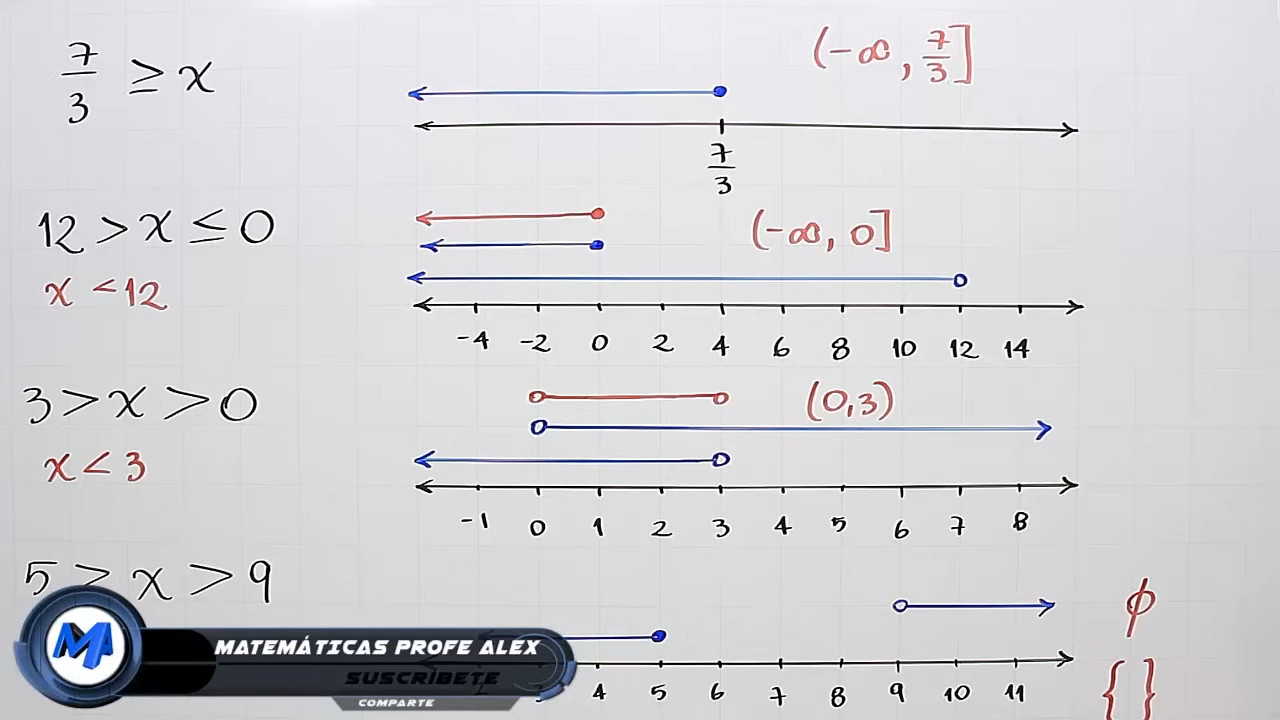 7/3 ≥ x
(-∞, 7/3]
7/3
12 > x ≤ 0
(-∞, 0]
x < 12
-4 -2 0 2 4 6 8 10 12 14
3 > x > 0
(0,3)
x < 3
-1 0 1 2 3 4 5 6 7 8
5 ≥ x > 9
ϕ
4 5 6 7 8 9 10 11
{ }
MATEMÁTICAS PROFE ALEX
SUSCRÍBETE
COMPARTE
MA